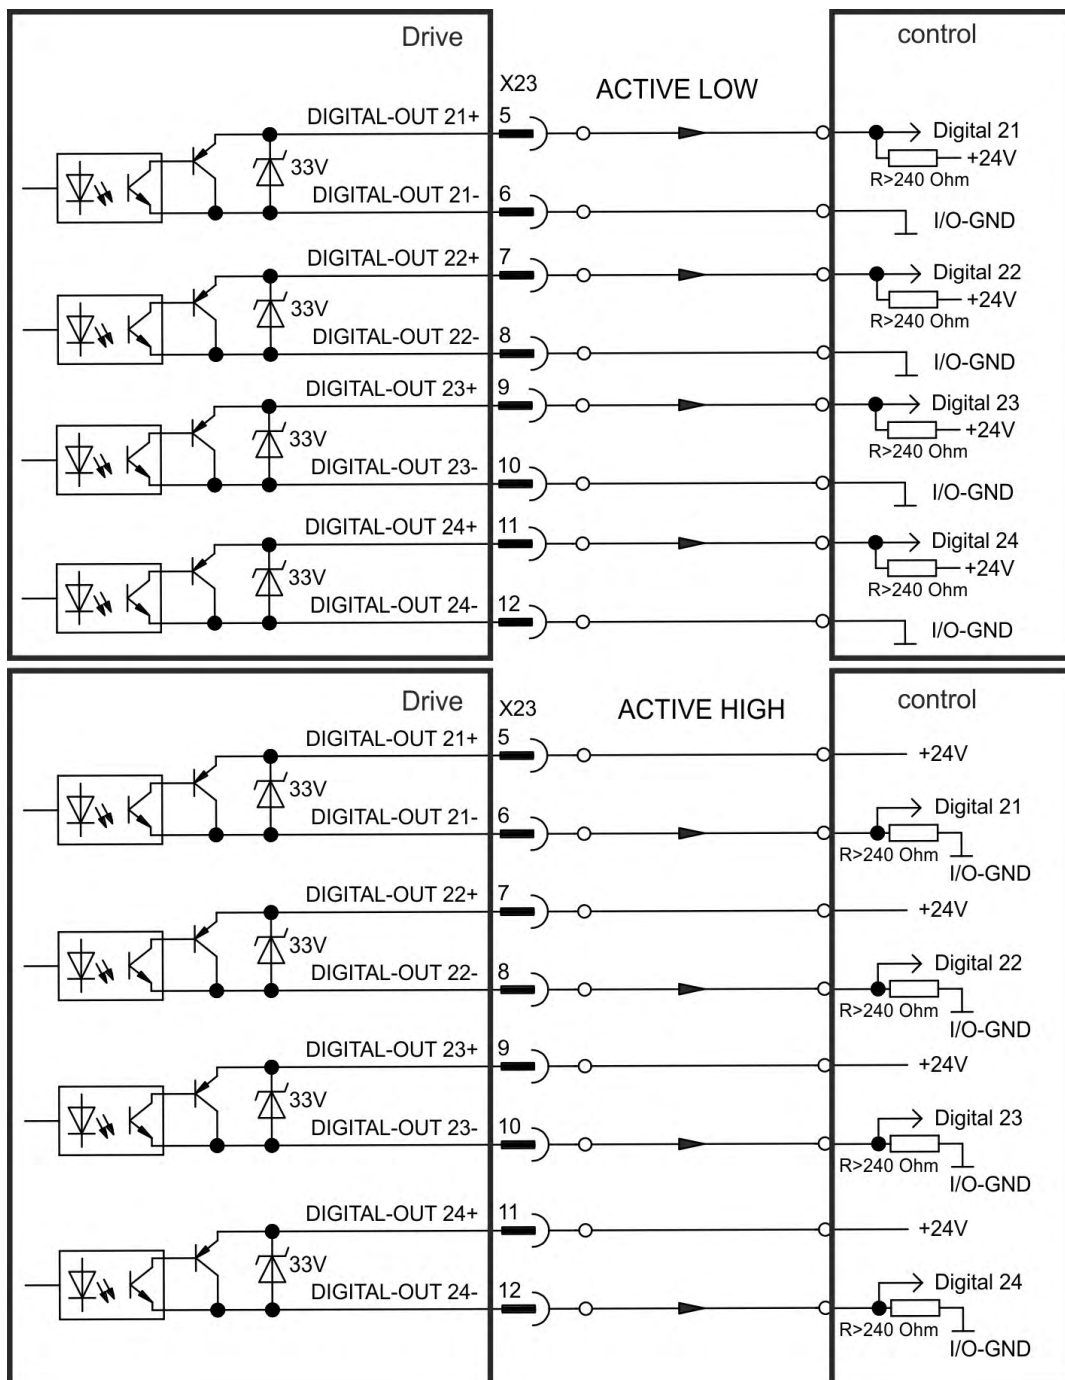 Drive
control
X23
ACTIVE LOW
DIGITAL-OUT 21+
5
Digital 21
33V
+24V
R>240 Ohm
DIGITAL-OUT 21-
6
I/O-GND
DIGITAL-OUT 22+
7
Digital 22
33V
+24V
R>240 Ohm
DIGITAL-OUT 22-
8
I/O-GND
DIGITAL-OUT 23+
9
Digital 23
33V
+24V
R>240 Ohm
DIGITAL-OUT 23-
10
I/O-GND
DIGITAL-OUT 24+
11
Digital 24
33V
+24V
R>240 Ohm
DIGITAL-OUT 24-
12
I/O-GND
Drive
control
X23
ACTIVE HIGH
DIGITAL-OUT 21+
5
+24V
33V
DIGITAL-OUT 21-
6
Digital 21
R>240 Ohm
I/O-GND
DIGITAL-OUT 22+
7
+24V
33V
DIGITAL-OUT 22-
8
Digital 22
R>240 Ohm
I/O-GND
DIGITAL-OUT 23+
9
+24V
33V
DIGITAL-OUT 23-
10
Digital 23
R>240 Ohm
I/O-GND
DIGITAL-OUT 24+
11
+24V
33V
DIGITAL-OUT 24-
12
Digital 24
R>240 Ohm
I/O-GND